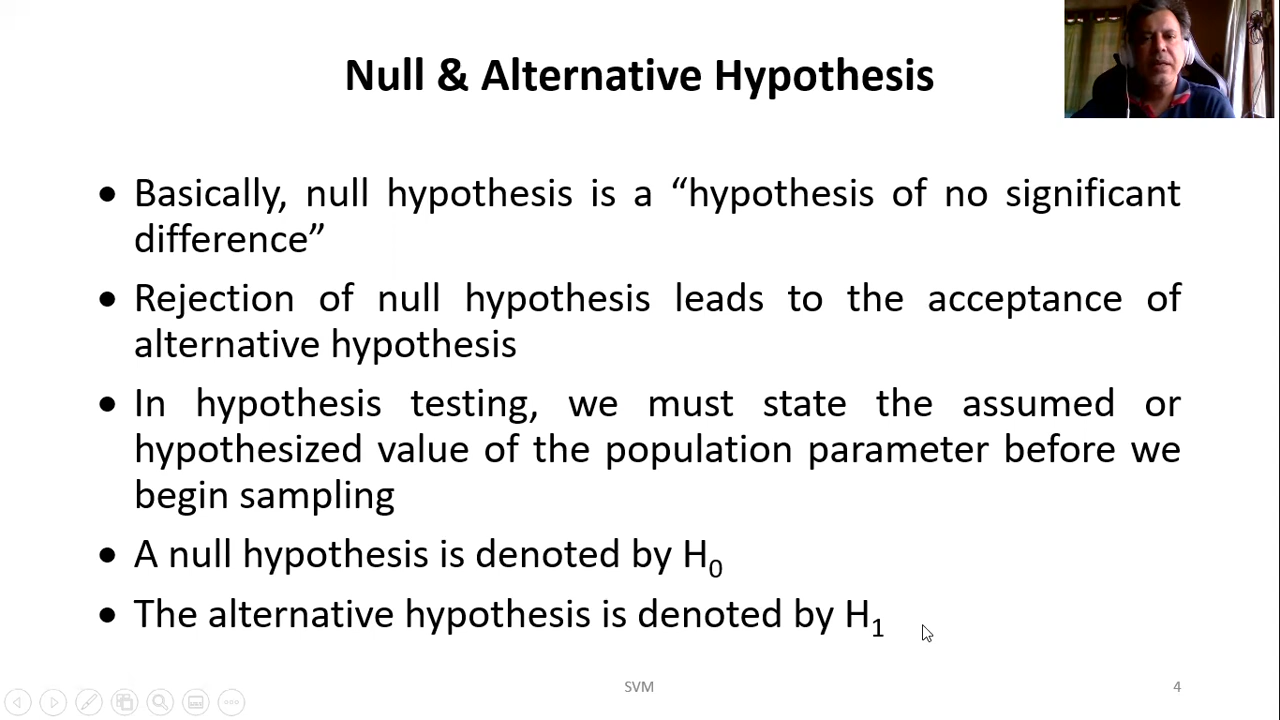 Null & Alternative Hypothesis
• Basically, null hypothesis is a “hypothesis of no significant
difference”
• Rejection of null hypothesis leads to the acceptance of
alternative hypothesis
• In hypothesis testing, we must state the assumed or
hypothesized value of the population parameter before we
begin sampling
• A null hypothesis is denoted by H₀
• The alternative hypothesis is denoted by H₁
SVM
4